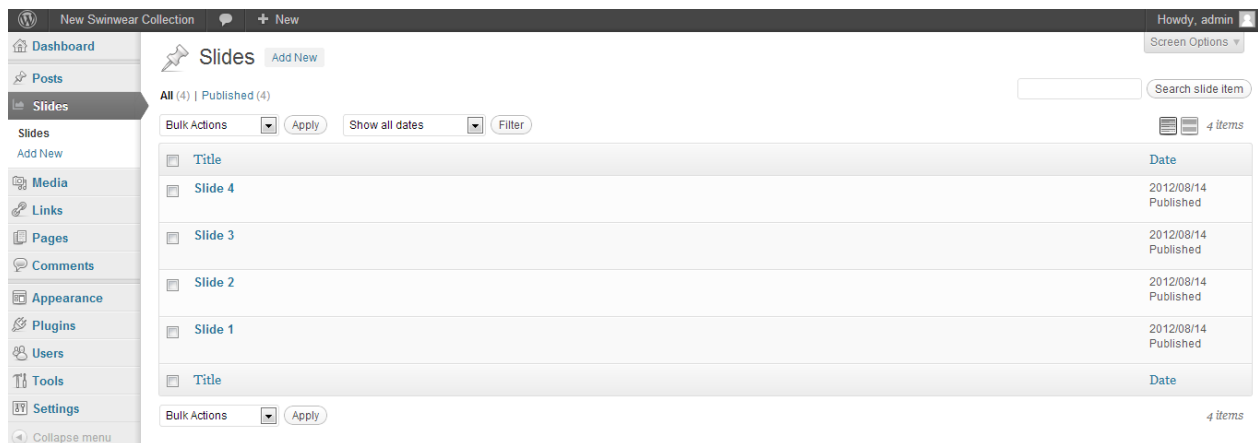 New Swinwear Collection + New Howdy, admin
Dashboard
Posts
Slides
Slides
Add New
Media
Links
Pages
Comments
Appearance
Plugins
Users
Tools
Settings
Collapse menu
Screen Options
Slides Add New
All (4) | Published (4)
Search slide item
Bulk Actions Apply Show all dates Filter 4 items
Title Date
Slide 4 2012/08/14
Published
Slide 3 2012/08/14
Published
Slide 2 2012/08/14
Published
Slide 1 2012/08/14
Published
Title Date
Bulk Actions Apply 4 items